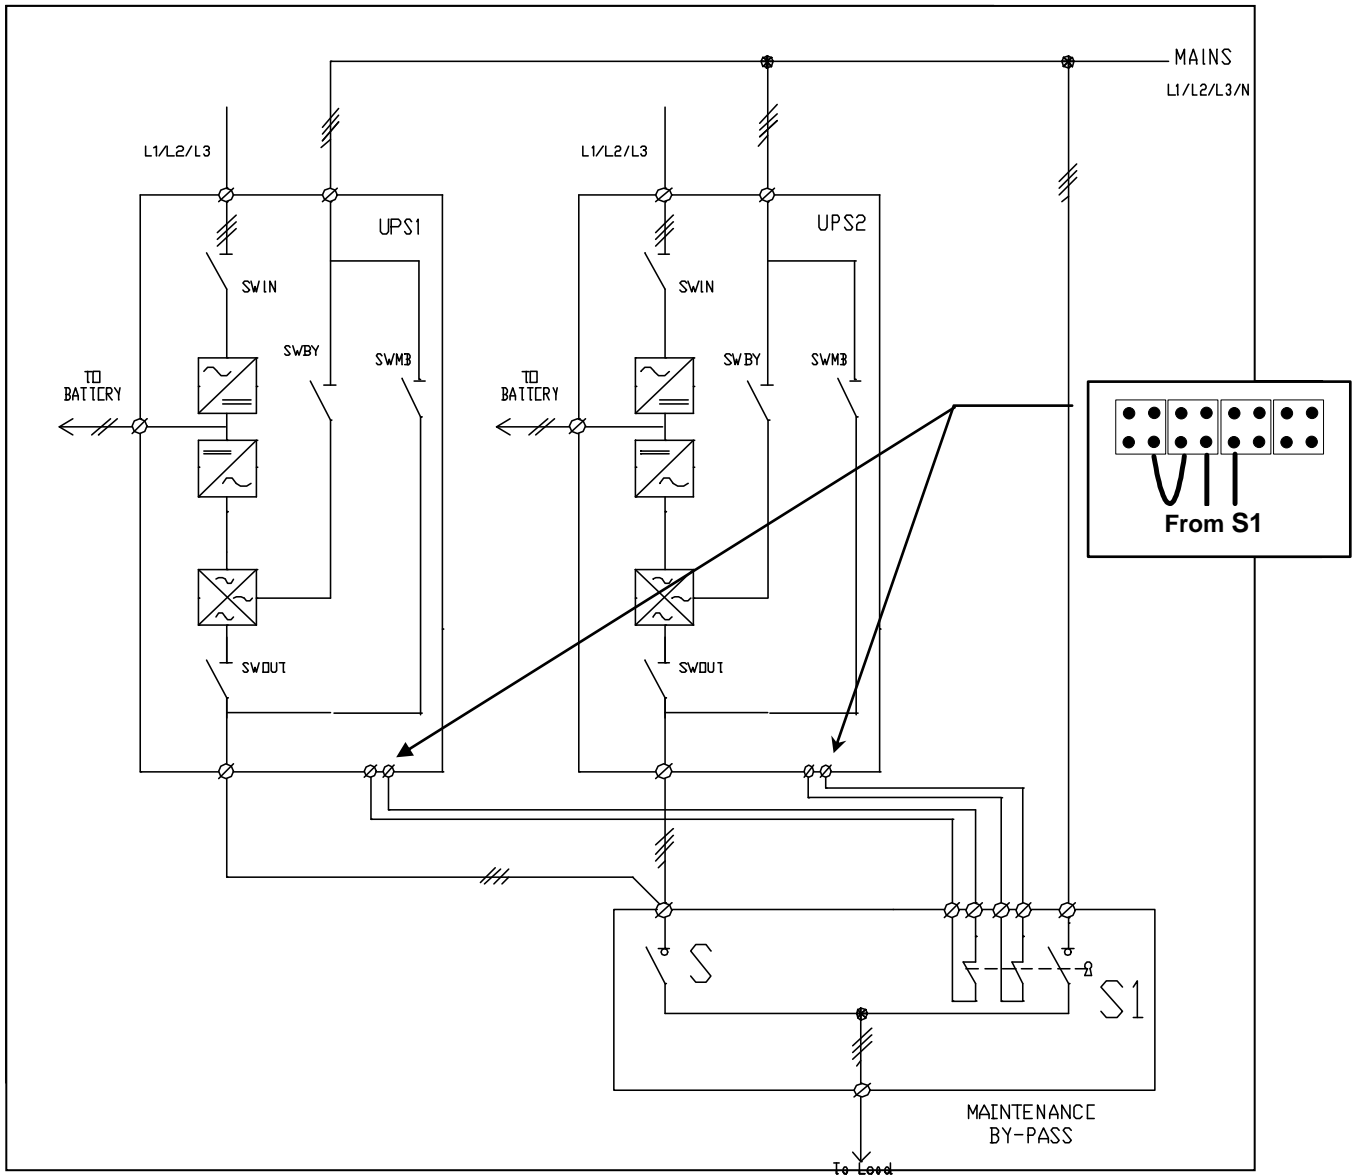 MAINS
L1/L2/L3/N
L1/L2/L3
L1/L2/L3
UPS1
UPS2
SWIN
SWIN
SWBY
SWMB
SWBY
SWMB
TO
BATTERY
TO
BATTERY
From S1
SWOUT
SWOUT
S
S1
MAINTENANCE
BY-PASS
To Load